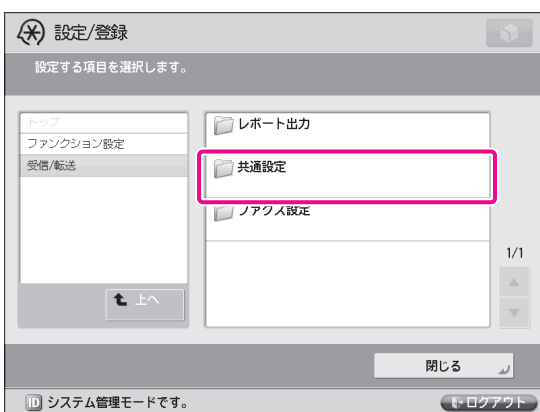 設定/登録
設定する項目を選択します。
トップ
ファンクション設定
受信/転送
レポート出力
共通設定
ファクス設定
1/1
上へ
閉じる
ID システム管理モードです。
ログアウト